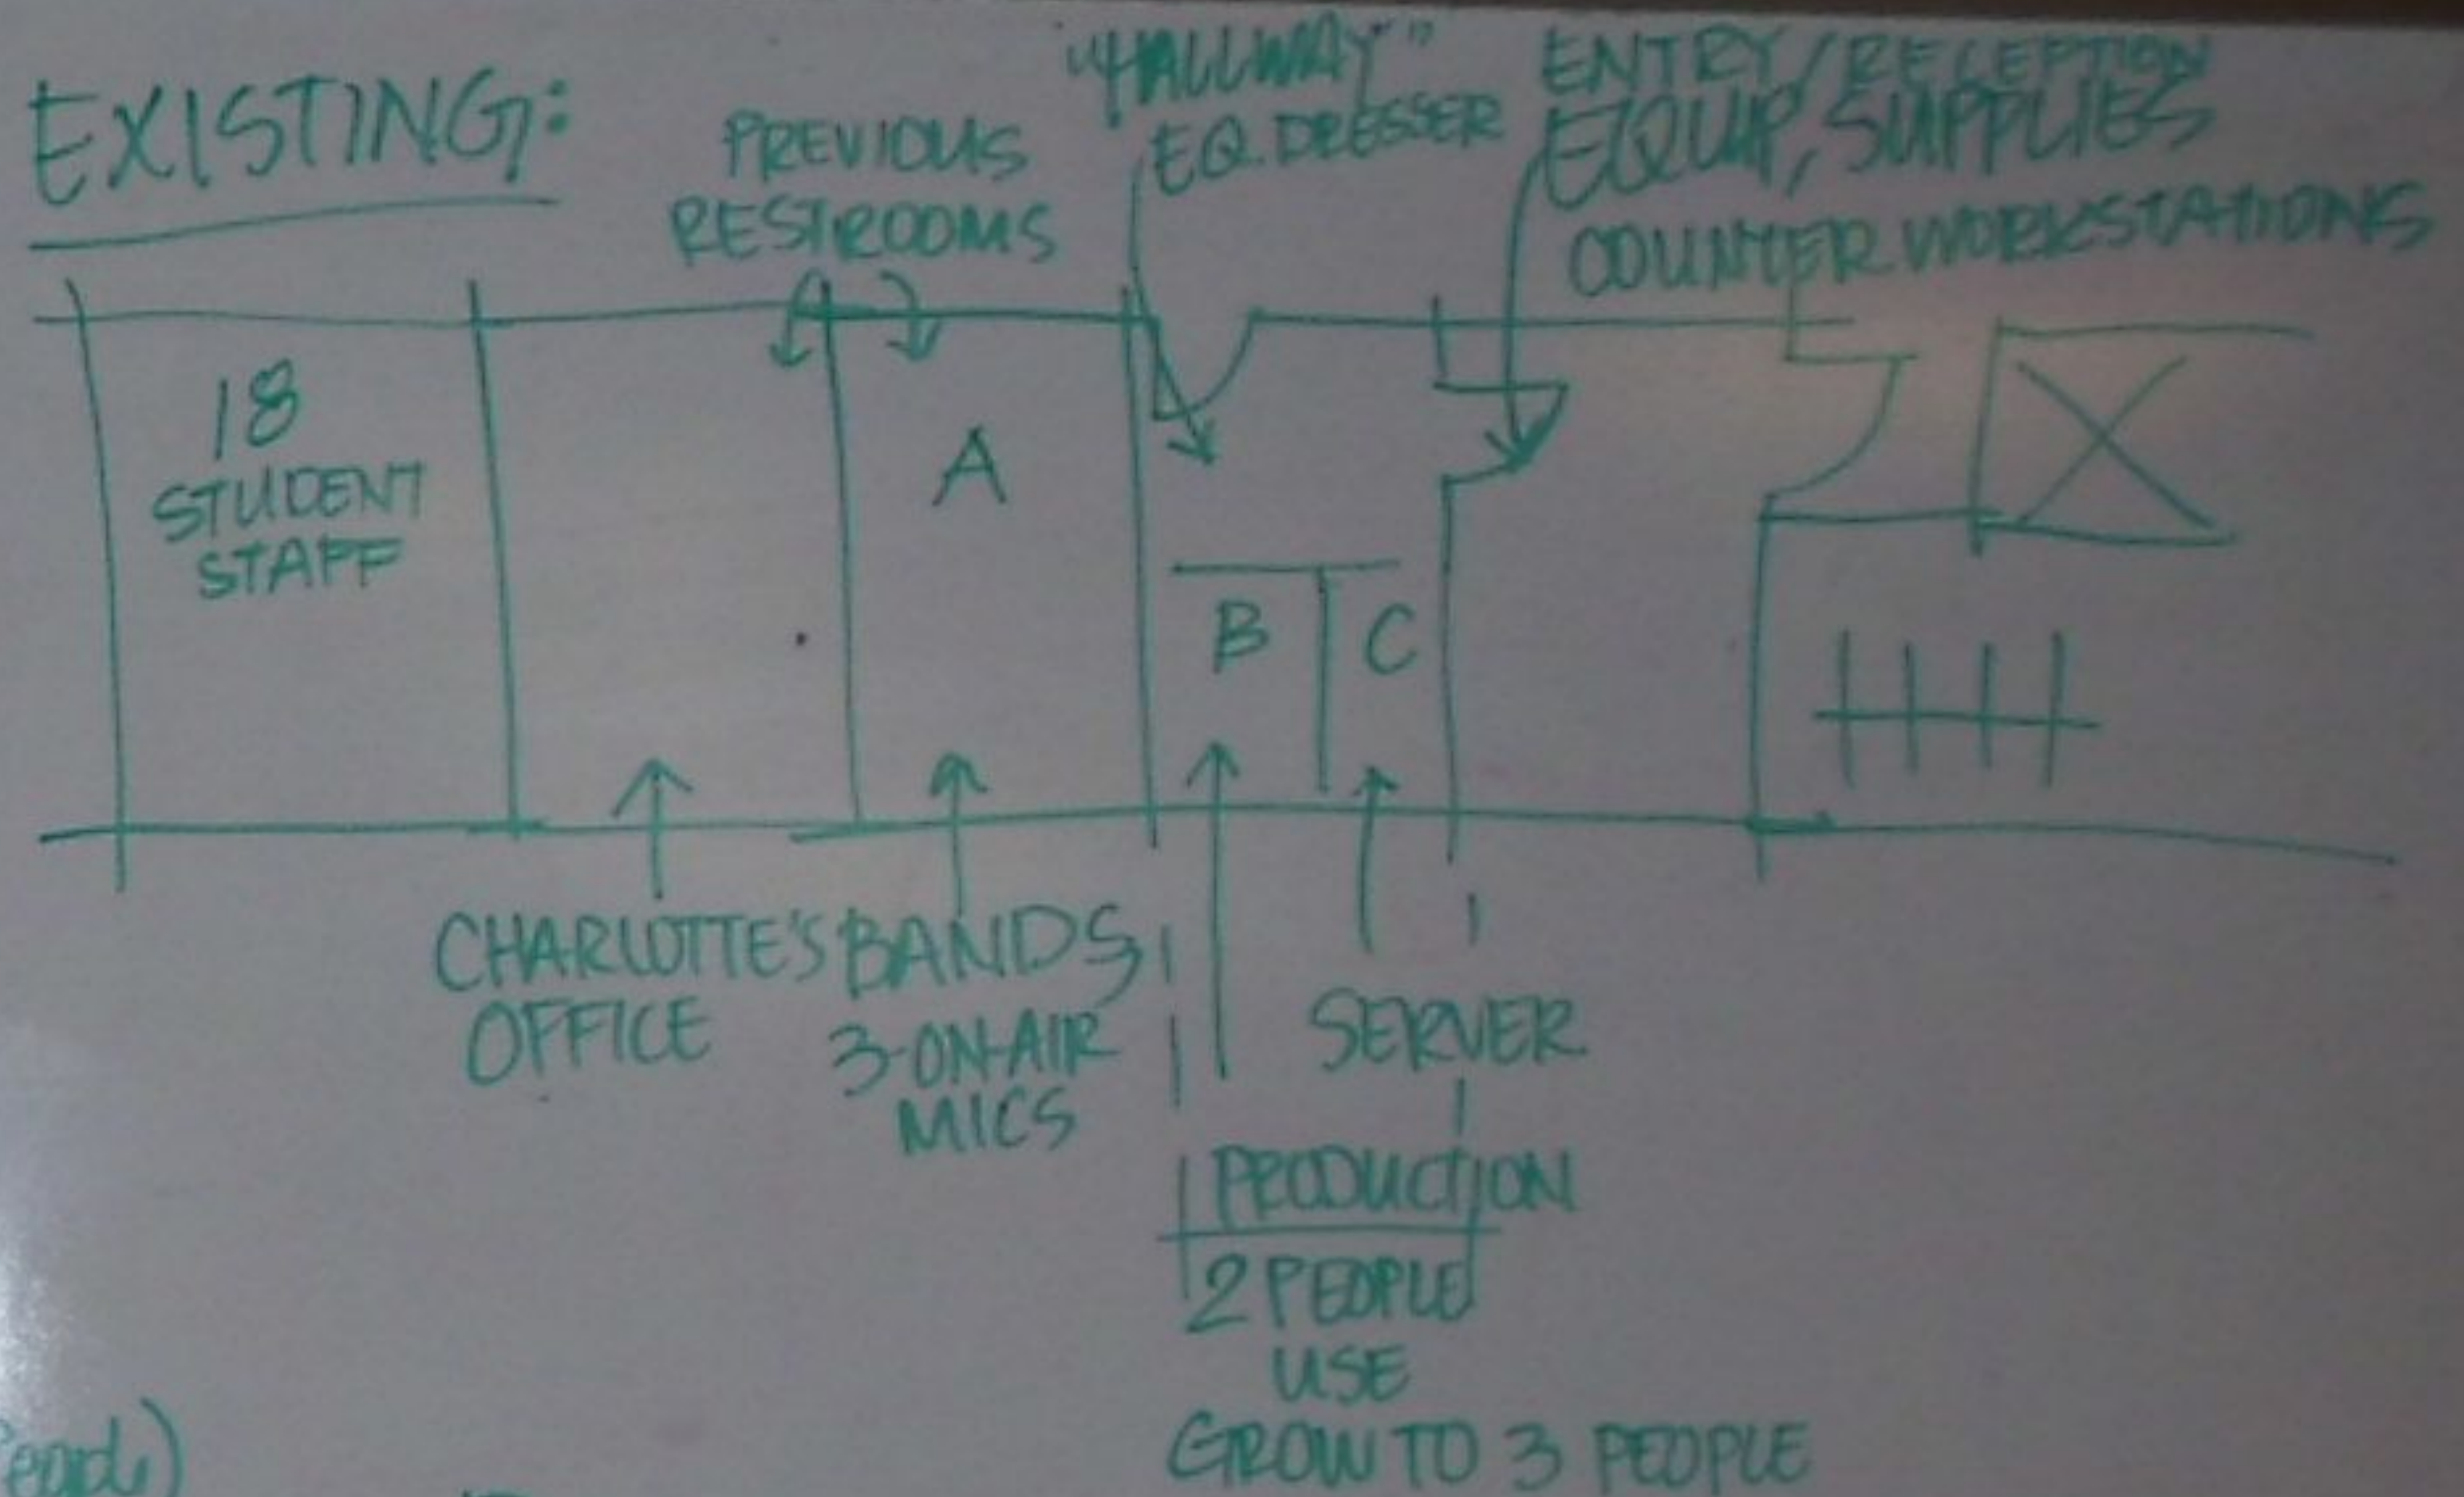 EXISTING:
"HALLWAY"
EQ. DRESSER
ENTRY/RECEPTION
EQUIP, SUPPLIES
COUNTER WORKSTATIONS
PREVIOUS
RESTROOMS
18
STUDENT
STAFF
A
B
C
CHARLOTTE'S
OFFICE
BANDS,
3-ON-AIR
MICS
SERVER
PRODUCTION
2 PEOPLE
USE
GROW TO 3 PEOPLE